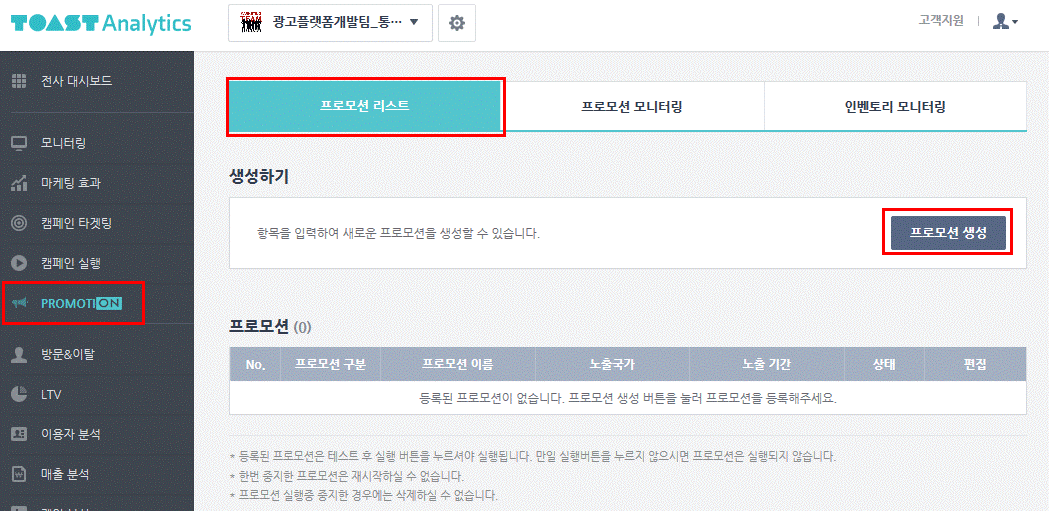 TOAST Analytics
광고플랫폼개발팀_통…
고객지원
전사 대시보드
모니터링
마케팅 효과
캠페인 타겟팅
캠페인 실행
PROMOTION
방문&이탈
LTV
이용자 분석
매출 분석
프로모션 리스트
프로모션 모니터링
인벤토리 모니터링
생성하기
항목을 입력하여 새로운 프로모션을 생성할 수 있습니다.
프로모션 생성
프로모션 (0)
No. 프로모션 구분 프로모션 이름 노출국가 노출 기간 상태 편집
등록된 프로모션이 없습니다. 프로모션 생성 버튼을 눌러 프로모션을 등록해주세요.
* 등록된 프로모션은 테스트 후 실행 버튼을 누르셔야 실행됩니다. 만일 실행버튼을 누르지 않으시면 프로모션은 실행되지 않습니다.
* 한번 중지한 프로모션은 재시작하실 수 없습니다.
* 프로모션 실행중 중지한 경우에는 삭제하실 수 없습니다.